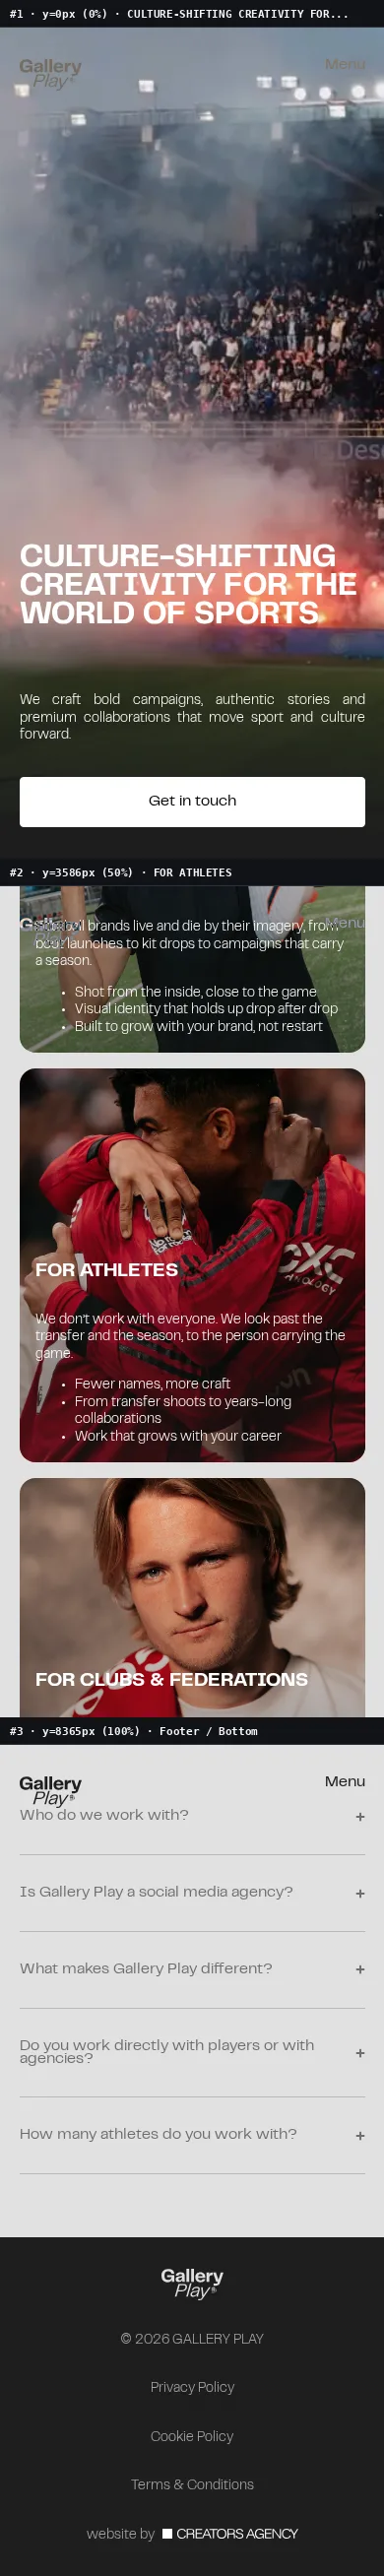 #1 · y=0px (0%) · CULTURE-SHIFTING CREATIVITY FOR...
Gallery
Play®
Menu
Desc
CULTURE-SHIFTING
CREATIVITY FOR THE
WORLD OF SPORTS
We craft bold campaigns, authentic stories and
premium collaborations that move sport and culture
forward.
Get in touch
#2 · y=3586px (50%) · FOR ATHLETES
Gallery
Play®
Menu
brands live and die by their imagery, from
boot launches to kit drops to campaigns that carry
a season.
• Shot from the inside, close to the game
• Visual identity that holds up drop after drop
• Built to grow with your brand, not restart
FOR ATHLETES
We don't work with everyone. We look past the
transfer and the season, to the person carrying the
game.
• Fewer names, more craft
• From transfer shoots to years-long
collaborations
• Work that grows with your career
FOR CLUBS & FEDERATIONS
#3 · y=8365px (100%) · Footer / Bottom
Gallery
Play®
Menu
Who do we work with? +
Is Gallery Play a social media agency? +
What makes Gallery Play different? +
Do you work directly with players or with
agencies? +
How many athletes do you work with? +
Gallery
Play®
© 2026 GALLERY PLAY
Privacy Policy
Cookie Policy
Terms & Conditions
website by CREATORS AGENCY